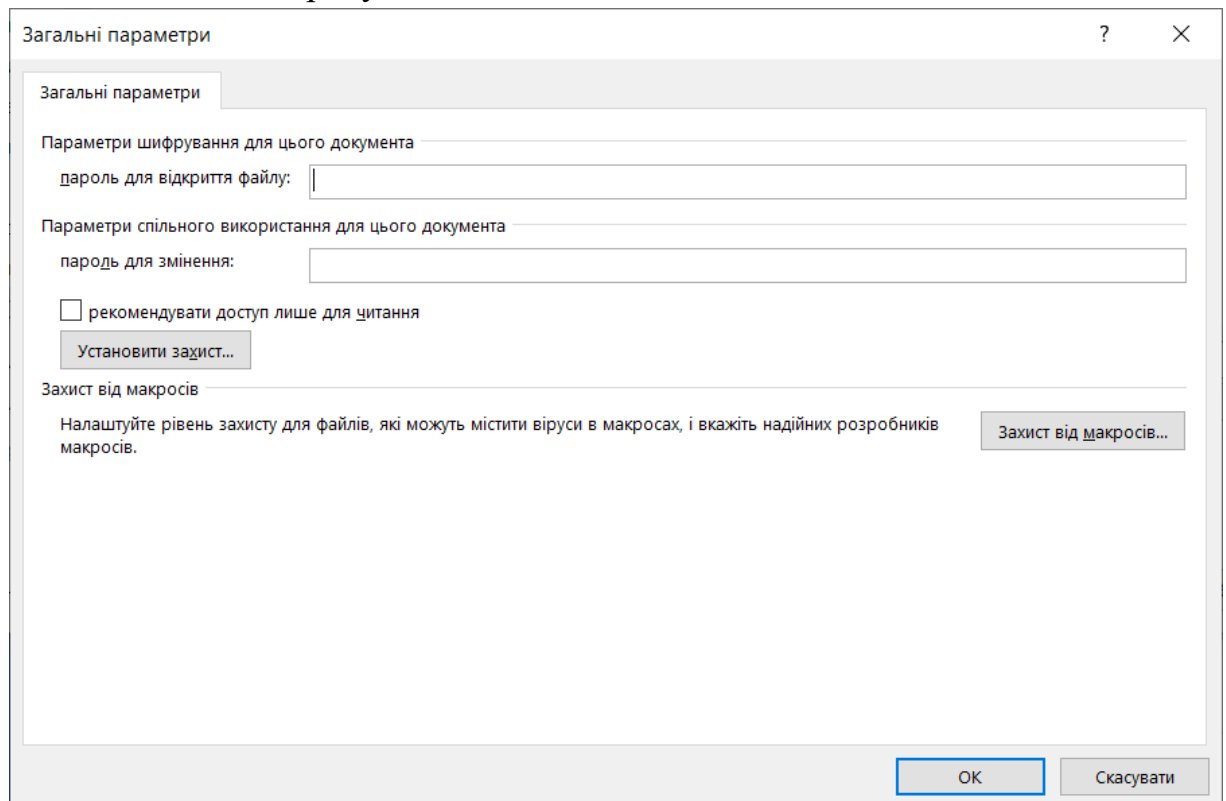 Загальні параметри
?
Загальні параметри
Параметри шифрування для цього документа
пароль для відкриття файлу:
Параметри спільного використання для цього документа
пароль для змінення:
рекомендувати доступ лише для читання
Установити захист...
Захист від макросів
Налаштуйте рівень захисту для файлів, які можуть містити віруси в макросах, і вкажіть надійних розробників
макросів.
Захист від макросів...
ОК
Скасувати